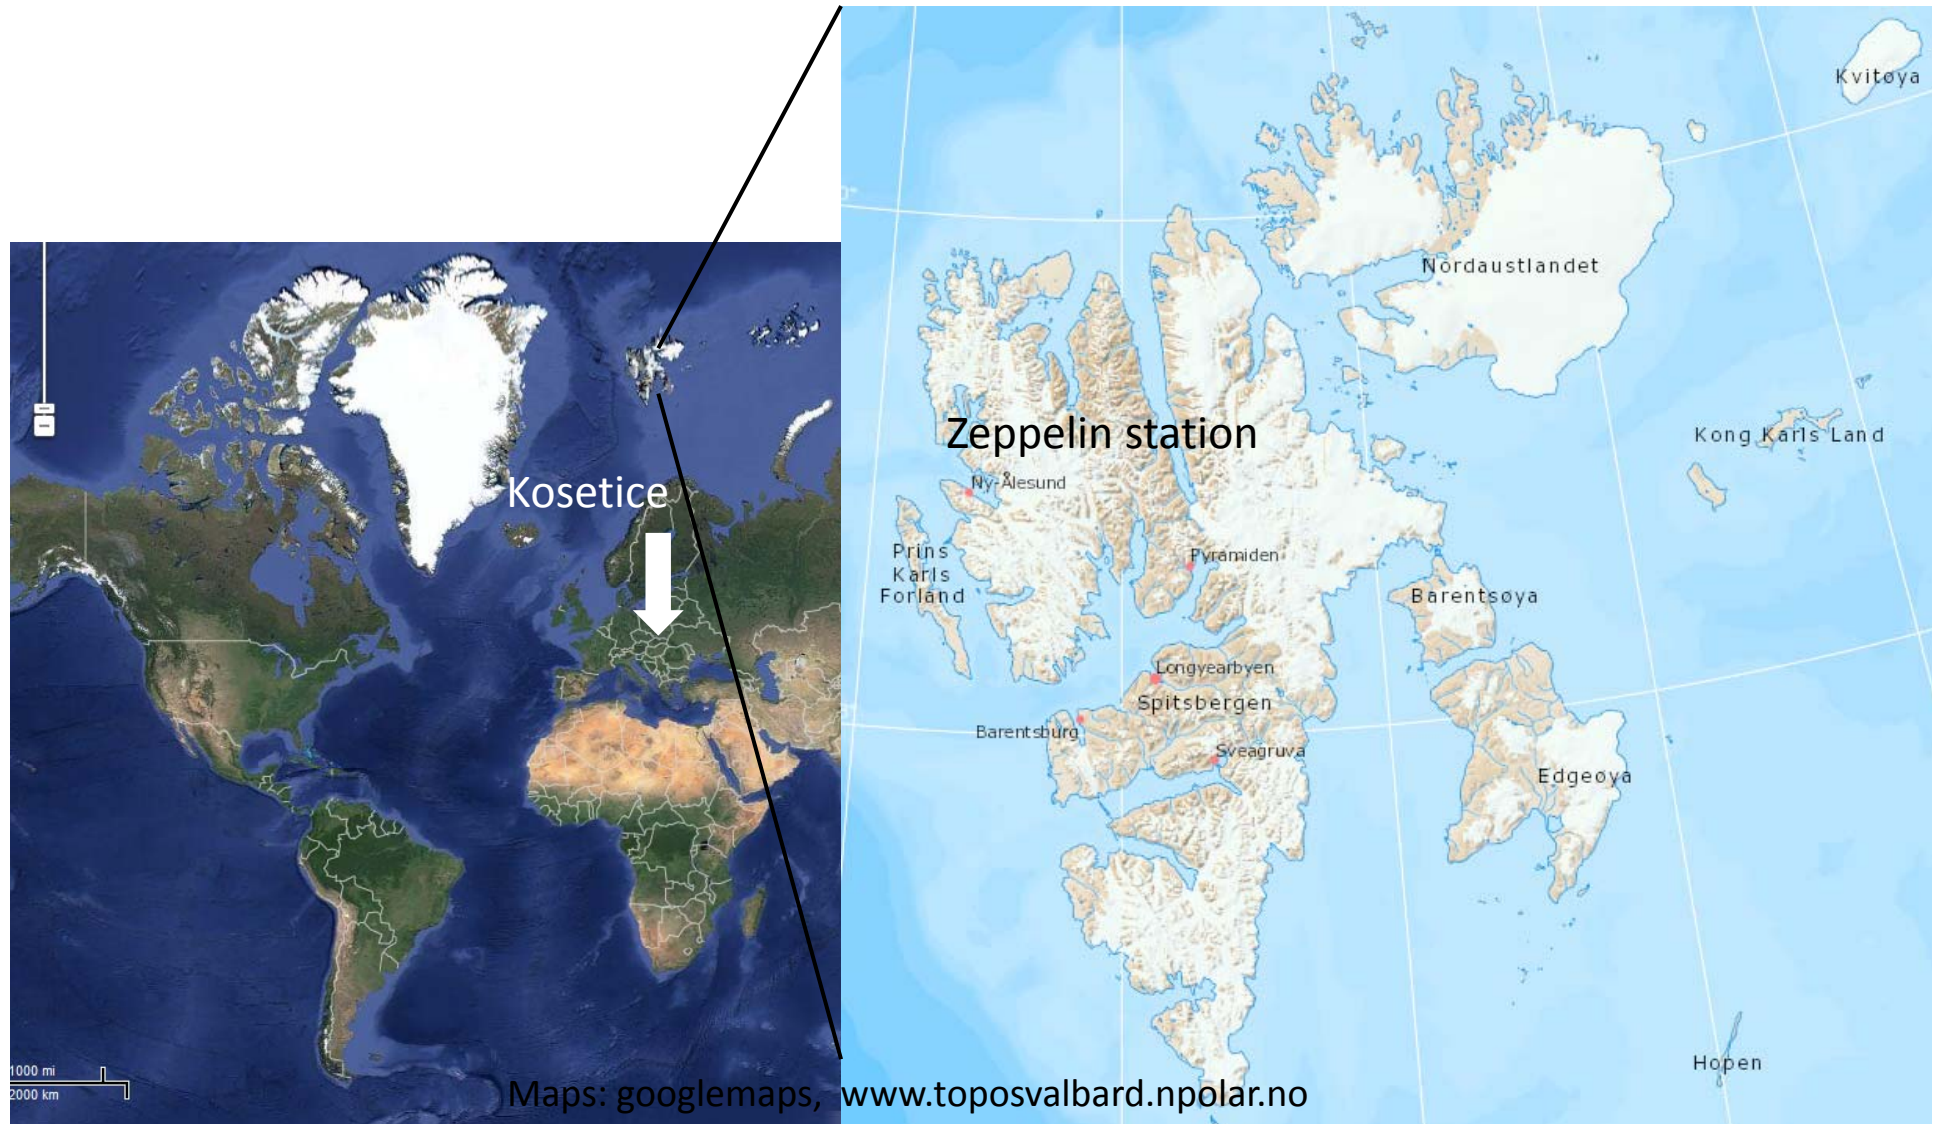 Kvitøya
Nordaustlandet
Zeppelin station
Kong Karls Land
Kosetice
Ny-Ålesund
Prins
Karls
Forland
Pyramiden
Barentsøya
Longyearbyen
Spitsbergen
Barentsburg
Sveagruva
Edgeøya
Hopen
1000 mi
2000 km
Maps: googlemaps, www.toposvalbard.npolar.no